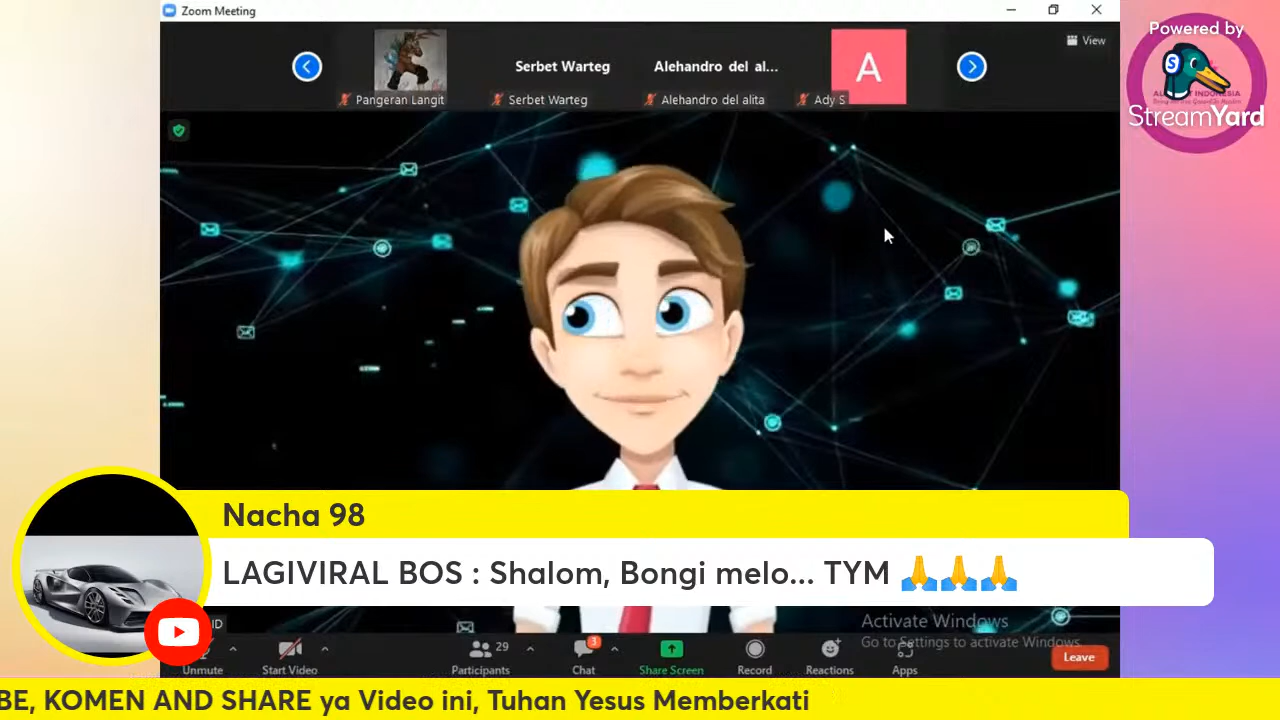 Zoom Meeting
Powered by
View
Serbet Warteg
Alehandro del al...
A
Pangeran Langit
Serbet Warteg
Alehandro del alita
Ady S
StreamYard
Nacha 98
LAGIVIRAL BOS : Shalom, Bongi melo... TYM 🙏🙏🙏
Activate Windows
Go to Settings to activate Windows.
29
3
Unmute
Start Video
Participants
Chat
Share Screen
Record
Reactions
Apps
Leave
BE, KOMEN AND SHARE ya Video ini, Tuhan Yesus Memberkati